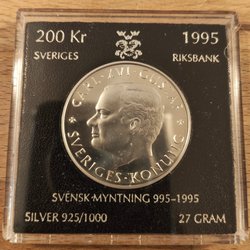 200 Kr 1995
SVERIGES RIKSBANK
CARL·XVI·GUSTAF
SVERIGES·KONUNG
SVENSK·MYNTNING 995-1995
SILVER 925/1000 27 GRAM